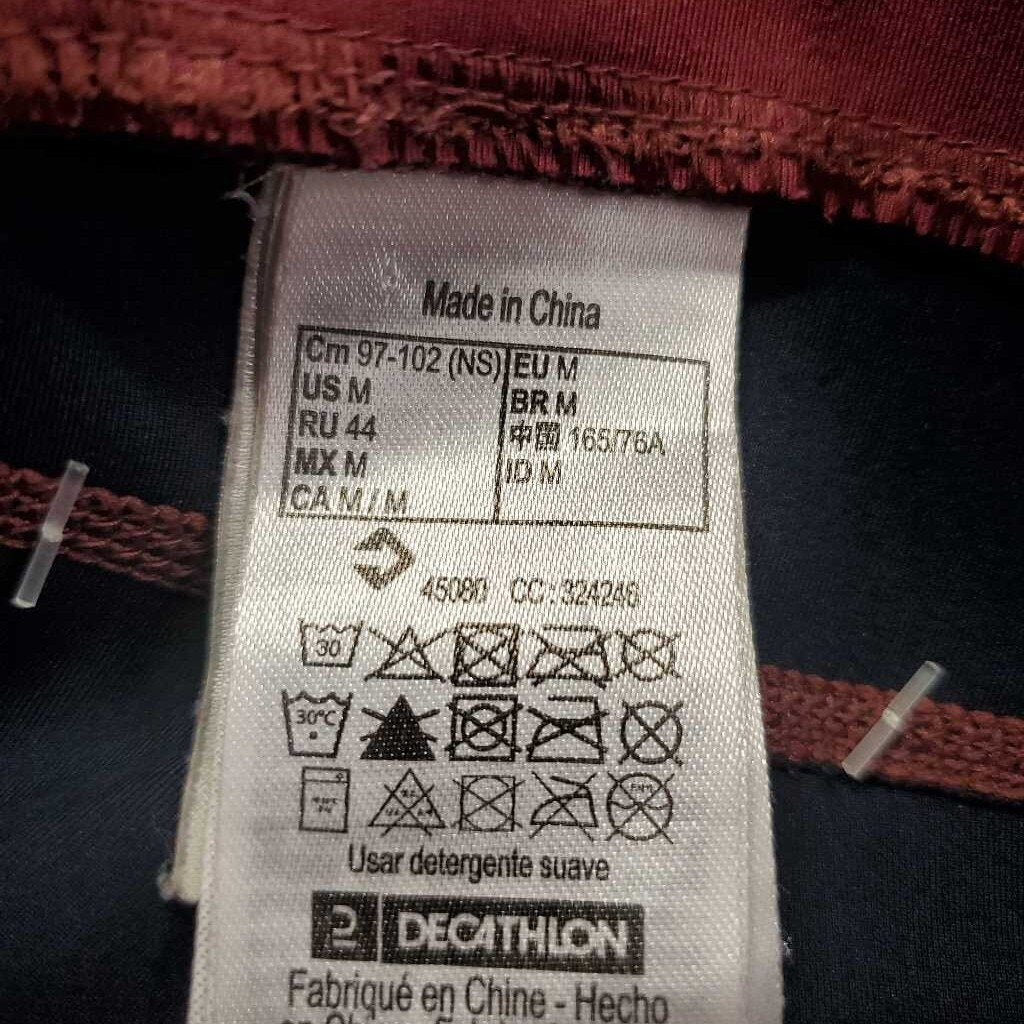 Made in China
Cm 97-102 (NS)
US M
RU 44
MX M
CA M / M
EU M
BR M
中国 165/76A
ID M
45080 CC : 324246
30
30°C
Usar detergente suave
DECATHLON
Fabriqué en Chine - Hecho